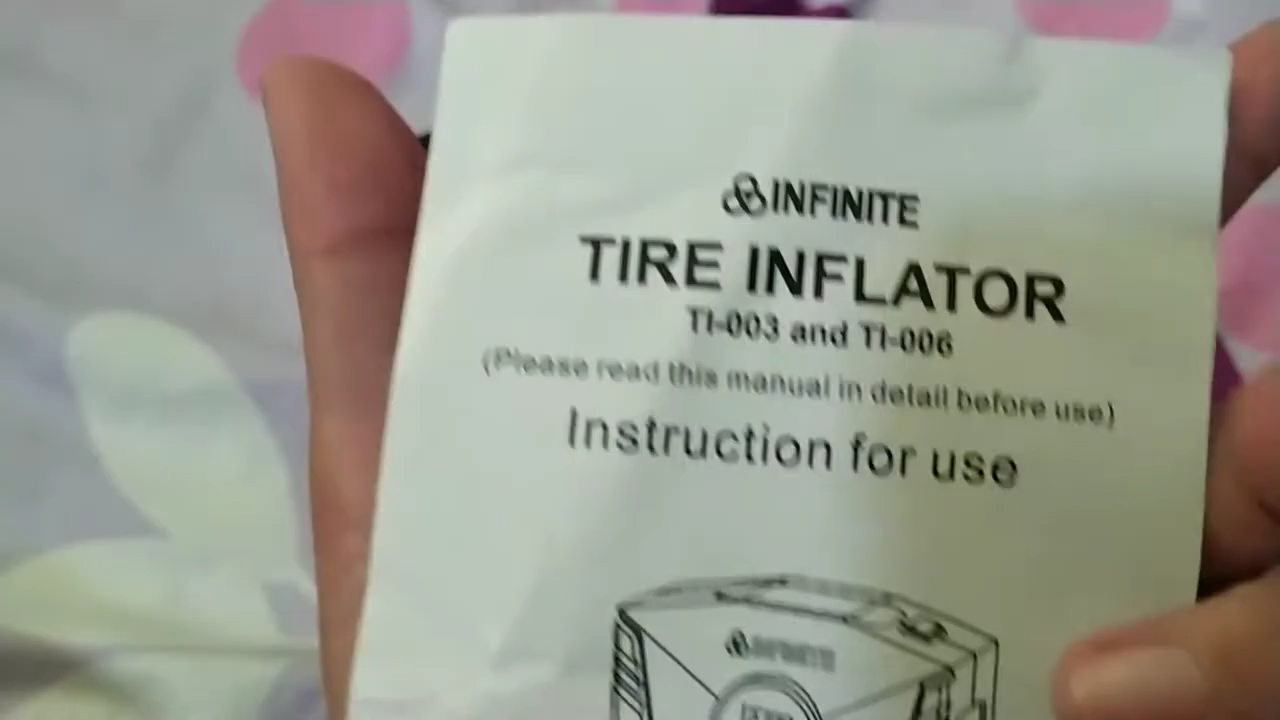 INFINITE
TIRE INFLATOR
TI-003 and TI-006
(Please read this manual in detail before use)
Instruction for use
INFINITE